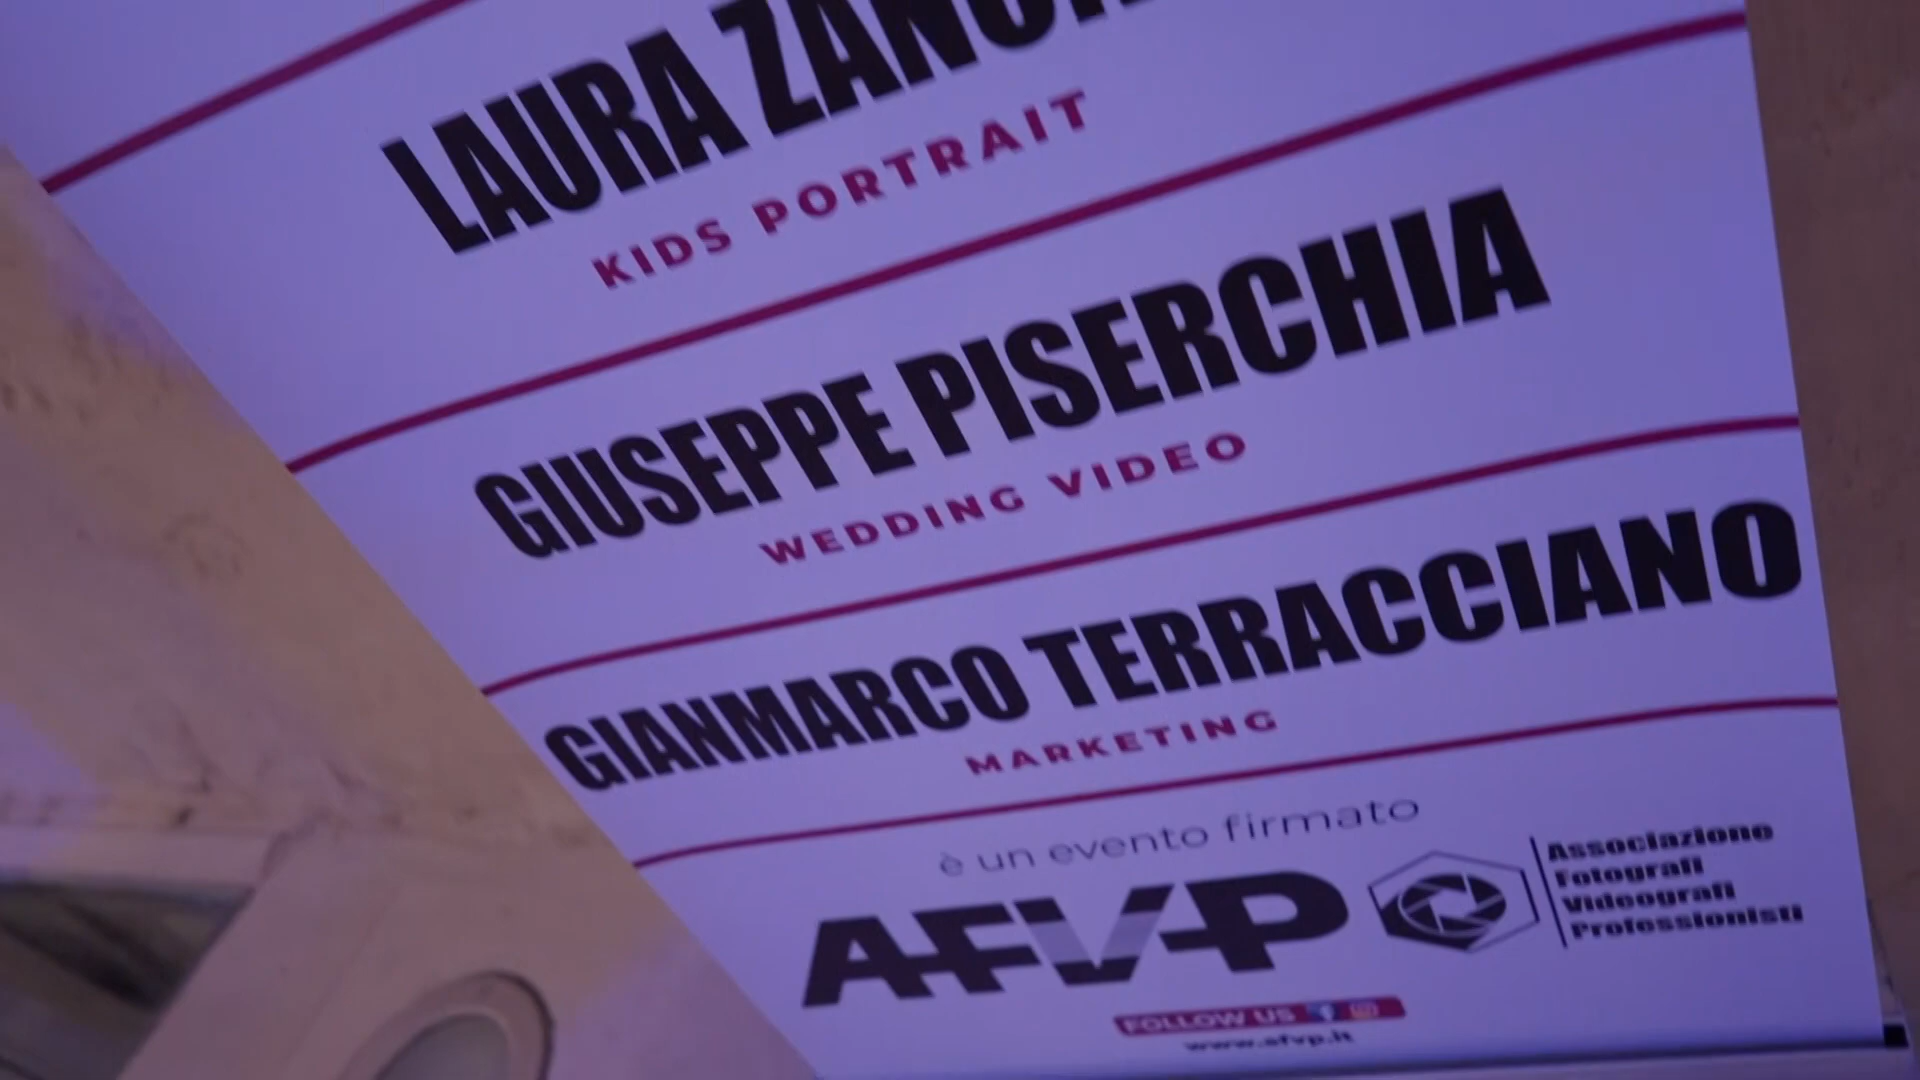 LAURA
KIDS PORTRAIT
GIUSEPPE PISERCHIA
WEDDING VIDEO
GIANMARCO TERRACCIANO
MARKETING
è un evento firmato
AFVP
Associazione
Fotografi
Videografi
Professionisti
FOLLOW US
www.afvp.it